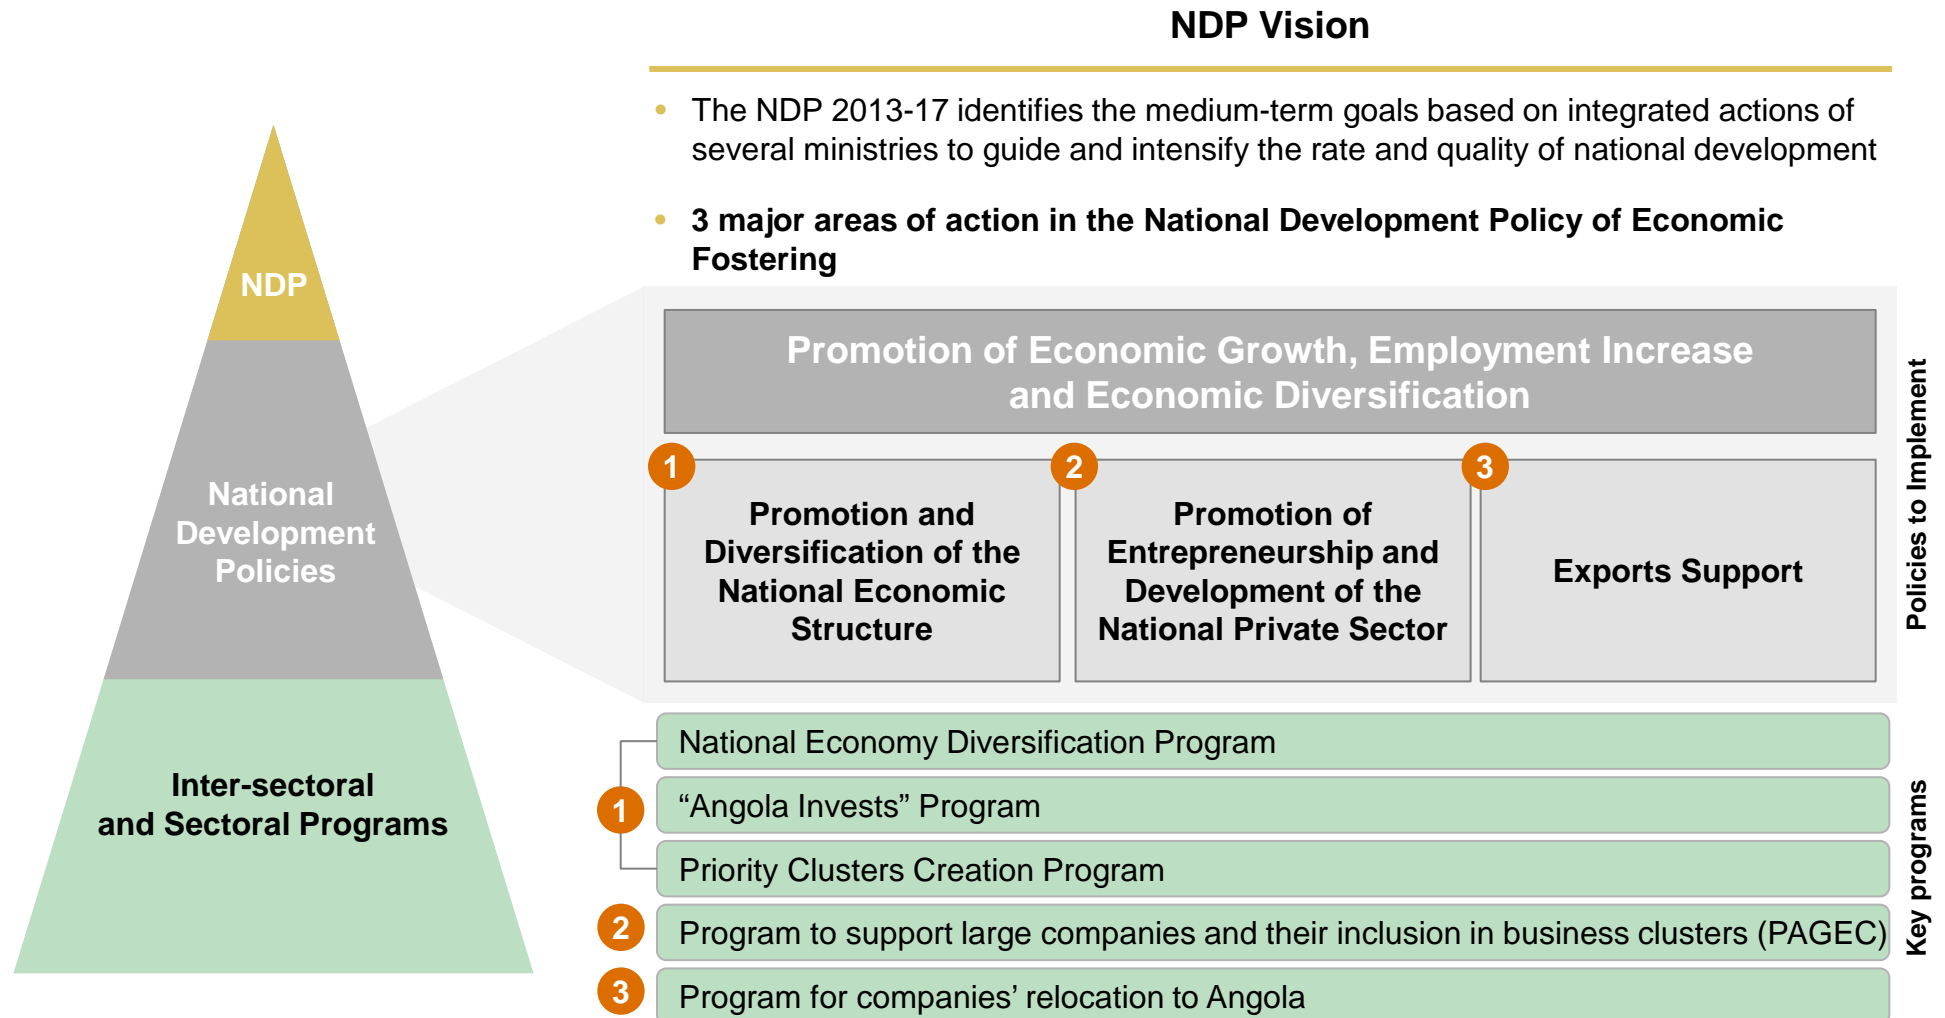 NDP Vision
• The NDP 2013-17 identifies the medium-term goals based on integrated actions of
several ministries to guide and intensify the rate and quality of national development
• 3 major areas of action in the National Development Policy of Economic
Fostering
NDP
National
Development
Policies
Inter-sectoral
and Sectoral Programs
Promotion of Economic Growth, Employment Increase
and Economic Diversification
1
Promotion and
Diversification of the
National Economic
Structure
2
Promotion of
Entrepreneurship and
Development of the
National Private Sector
3
Exports Support
Policies to Implement
1
National Economy Diversification Program
“Angola Invests” Program
Priority Clusters Creation Program
2
Program to support large companies and their inclusion in business clusters (PAGEC)
3
Program for companies’ relocation to Angola
Key programs